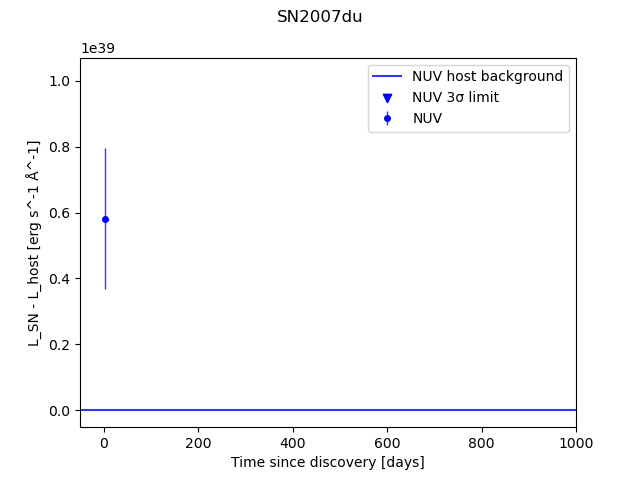 SN2007du
1e39
1.0
0.8
0.6
0.4
0.2
0.0
L_SN - L_host [erg s^-1 Å^-1]
NUV host background
NUV 3σ limit
NUV
0
200
400
600
800
1000
Time since discovery [days]